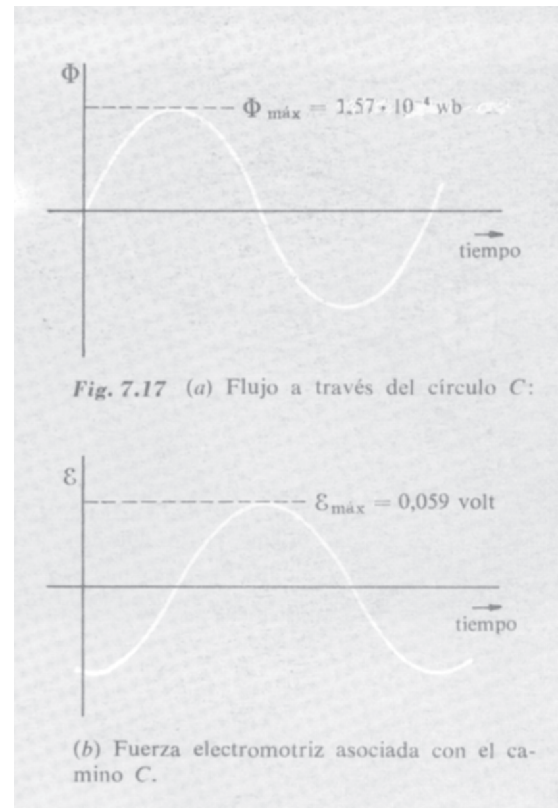 Φ
Φ máx = 1,57 · 10⁻⁴ wb
tiempo
Fig. 7.17 (a) Flujo a través del círculo C:
ε
ε máx = 0,059 volt
tiempo
(b) Fuerza electromotriz asociada con el ca-
mino C.